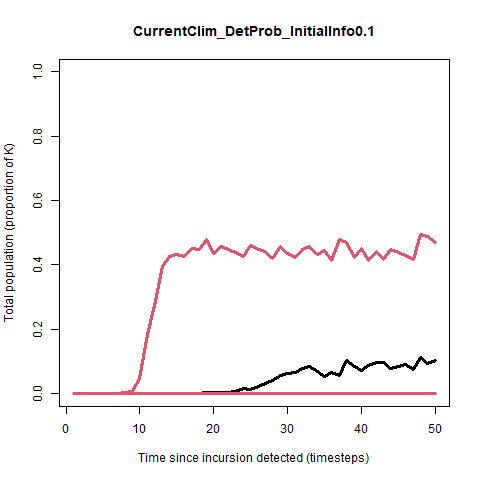 CurrentClim_DetProb_InitialInfo0.1
Total population (proportion of K)
1.0
0.8
0.6
0.4
0.2
0.0
0 10 20 30 40 50
Time since incursion detected (timesteps)